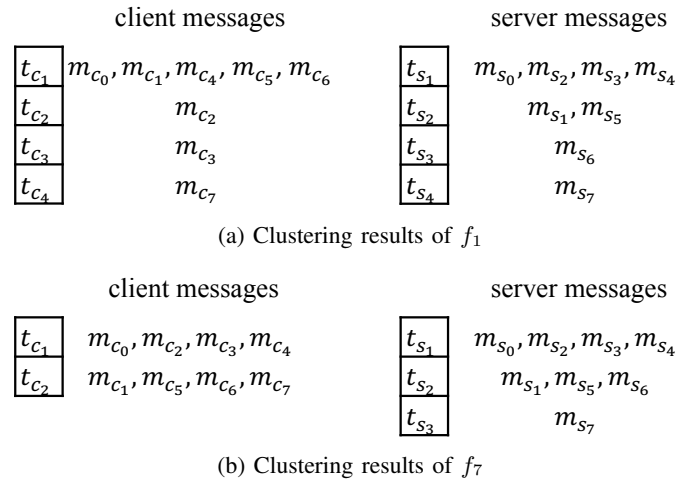 client messages server messages
t_{c_1} m_{c_0}, m_{c_1}, m_{c_4}, m_{c_5}, m_{c_6} t_{s_1} m_{s_0}, m_{s_2}, m_{s_3}, m_{s_4}
t_{c_2} m_{c_2} t_{s_2} m_{s_1}, m_{s_5}
t_{c_3} m_{c_3} t_{s_3} m_{s_6}
t_{c_4} m_{c_7} t_{s_4} m_{s_7}
(a) Clustering results of f_1
client messages server messages
t_{c_1} m_{c_0}, m_{c_2}, m_{c_3}, m_{c_4} t_{s_1} m_{s_0}, m_{s_2}, m_{s_3}, m_{s_4}
t_{c_2} m_{c_1}, m_{c_5}, m_{c_6}, m_{c_7} t_{s_2} m_{s_1}, m_{s_5}, m_{s_6}
t_{s_3} m_{s_7}
(b) Clustering results of f_7